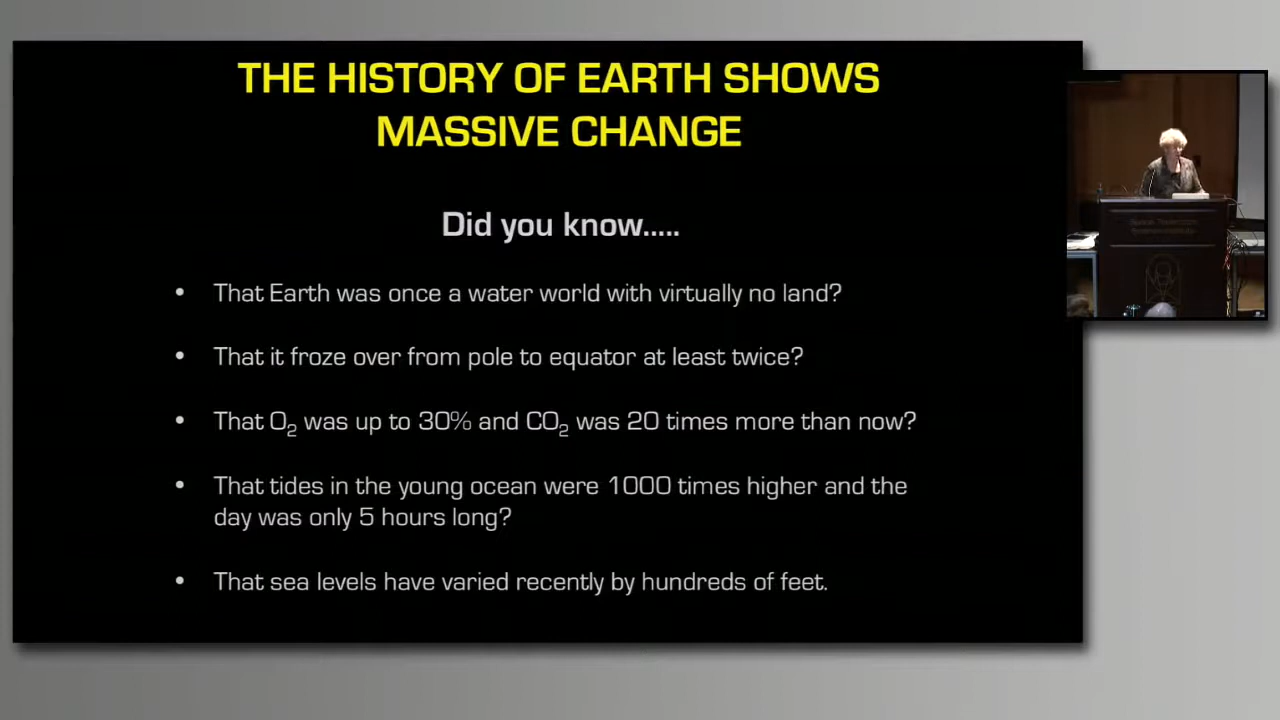 THE HISTORY OF EARTH SHOWS
MASSIVE CHANGE
Did you know.....
• That Earth was once a water world with virtually no land?
• That it froze over from pole to equator at least twice?
• That O₂ was up to 30% and CO₂ was 20 times more than now?
• That tides in the young ocean were 1000 times higher and the
day was only 5 hours long?
• That sea levels have varied recently by hundreds of feet.